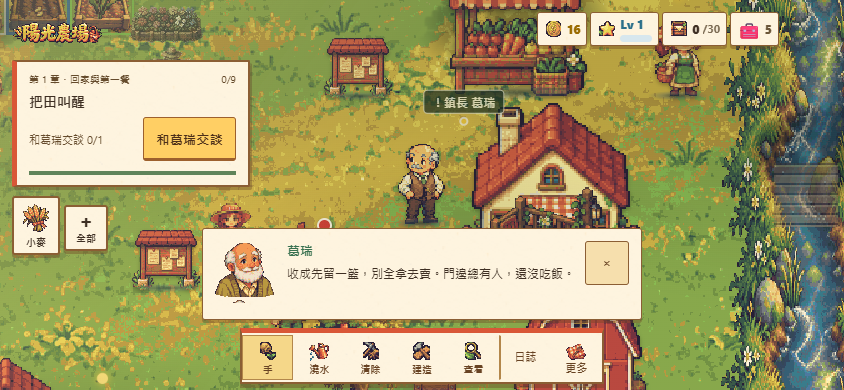 陽光農場
16
Lv 1
0 /30
5
第 1 章 · 回家與第一餐
0/9
把田叫醒
和葛瑞交談 0/1
和葛瑞交談
! 鎮長 葛瑞
小麥
+
全部
葛瑞
收成先留一籃，別全拿去賣。門邊總有人，還沒吃飯。
×
手
澆水
清除
建造
查看
日誌
更多